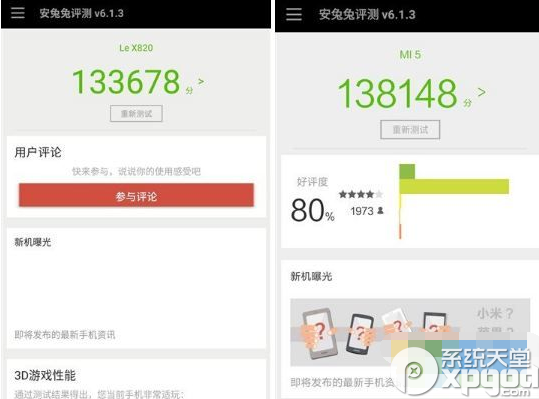 安兔兔评测 v6.1.3
Le X820
133678 分 >
重新测试
用户评论
快来参与，说说你的使用感受吧
参与评论
新机曝光
即将发布的最新手机资讯
3D游戏性能
通过测试结果得出，您当前手机非常适玩：
安兔兔评测 v6.1.3
MI 5
138148 分 >
重新测试
好评度
80%
1973
新机曝光
? ? ? ?
小米？
即将发布的最新手机资讯
系统天堂